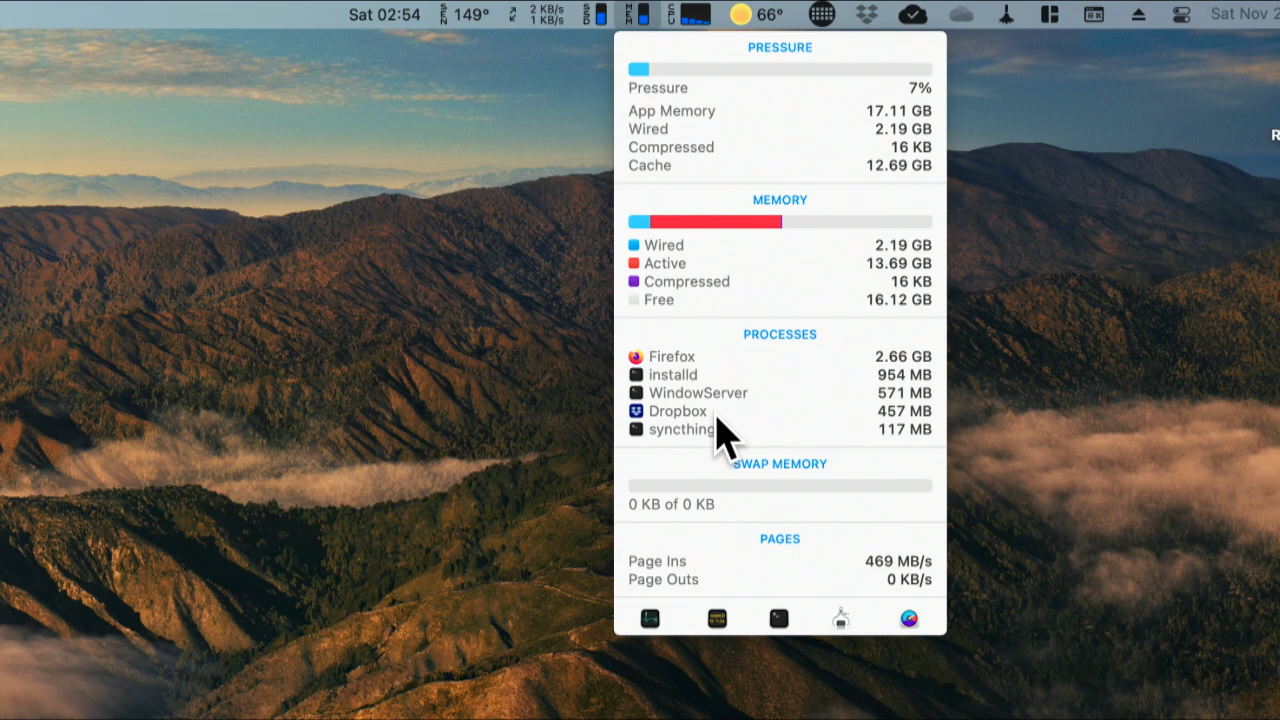 Sat 02:54 SEN 149° 2 KB/s 1 KB/s SSD MEM CPU 66° Sat Nov 2
PRESSURE
Pressure 7%
App Memory 17.11 GB
Wired 2.19 GB
Compressed 16 KB
Cache 12.69 GB
R
MEMORY
Wired 2.19 GB
Active 13.69 GB
Compressed 16 KB
Free 16.12 GB
PROCESSES
Firefox 2.66 GB
installd 954 MB
WindowServer 571 MB
Dropbox 457 MB
syncthing 117 MB
SWAP MEMORY
0 KB of 0 KB
PAGES
Page Ins 469 MB/s
Page Outs 0 KB/s